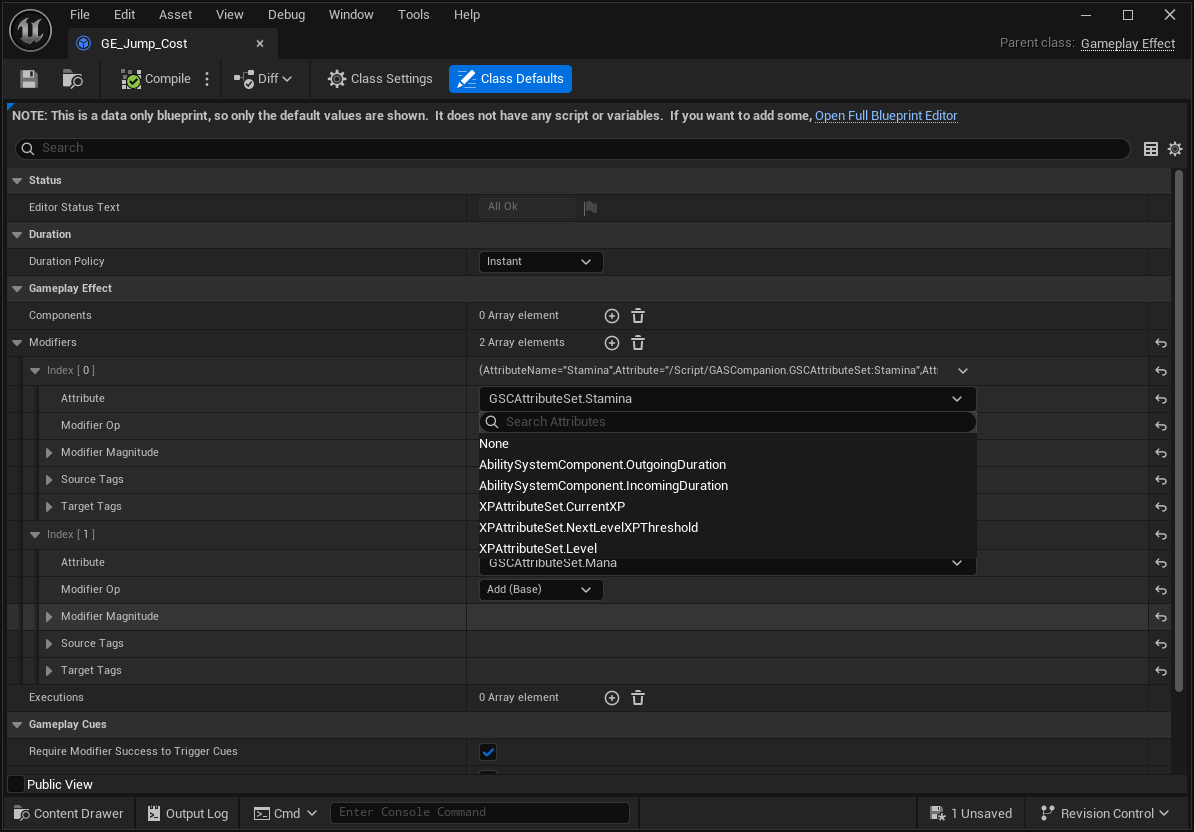 File Edit Asset View Debug Window Tools Help
GE_Jump_Cost
Parent class: Gameplay Effect
Compile Diff Class Settings Class Defaults
NOTE: This is a data only blueprint, so only the default values are shown. It does not have any script or variables. If you want to add some, Open Full Blueprint Editor
Search
Status
Editor Status Text All Ok
Duration
Duration Policy Instant
Gameplay Effect
Components 0 Array element
Modifiers 2 Array elements
Index [ 0 ] (AttributeName="Stamina",Attribute="/Script/GASCompanion.GSCAttributeSet:Stamina",Att
Attribute GSCAttributeSet.Stamina
Search Attributes
Modifier Op
None
Modifier Magnitude
AbilitySystemComponent.OutgoingDuration
Source Tags
AbilitySystemComponent.IncomingDuration
Target Tags
XPAttributeSet.CurrentXP
XPAttributeSet.NextLevelXPThreshold
Index [ 1 ]
XPAttributeSet.Level
Attribute GSCAttributeSet.Mana
Modifier Op Add (Base)
Modifier Magnitude
Source Tags
Target Tags
Executions 0 Array element
Gameplay Cues
Require Modifier Success to Trigger Cues
Public View
Content Drawer Output Log Cmd Enter Console Command 1 Unsaved Revision Control